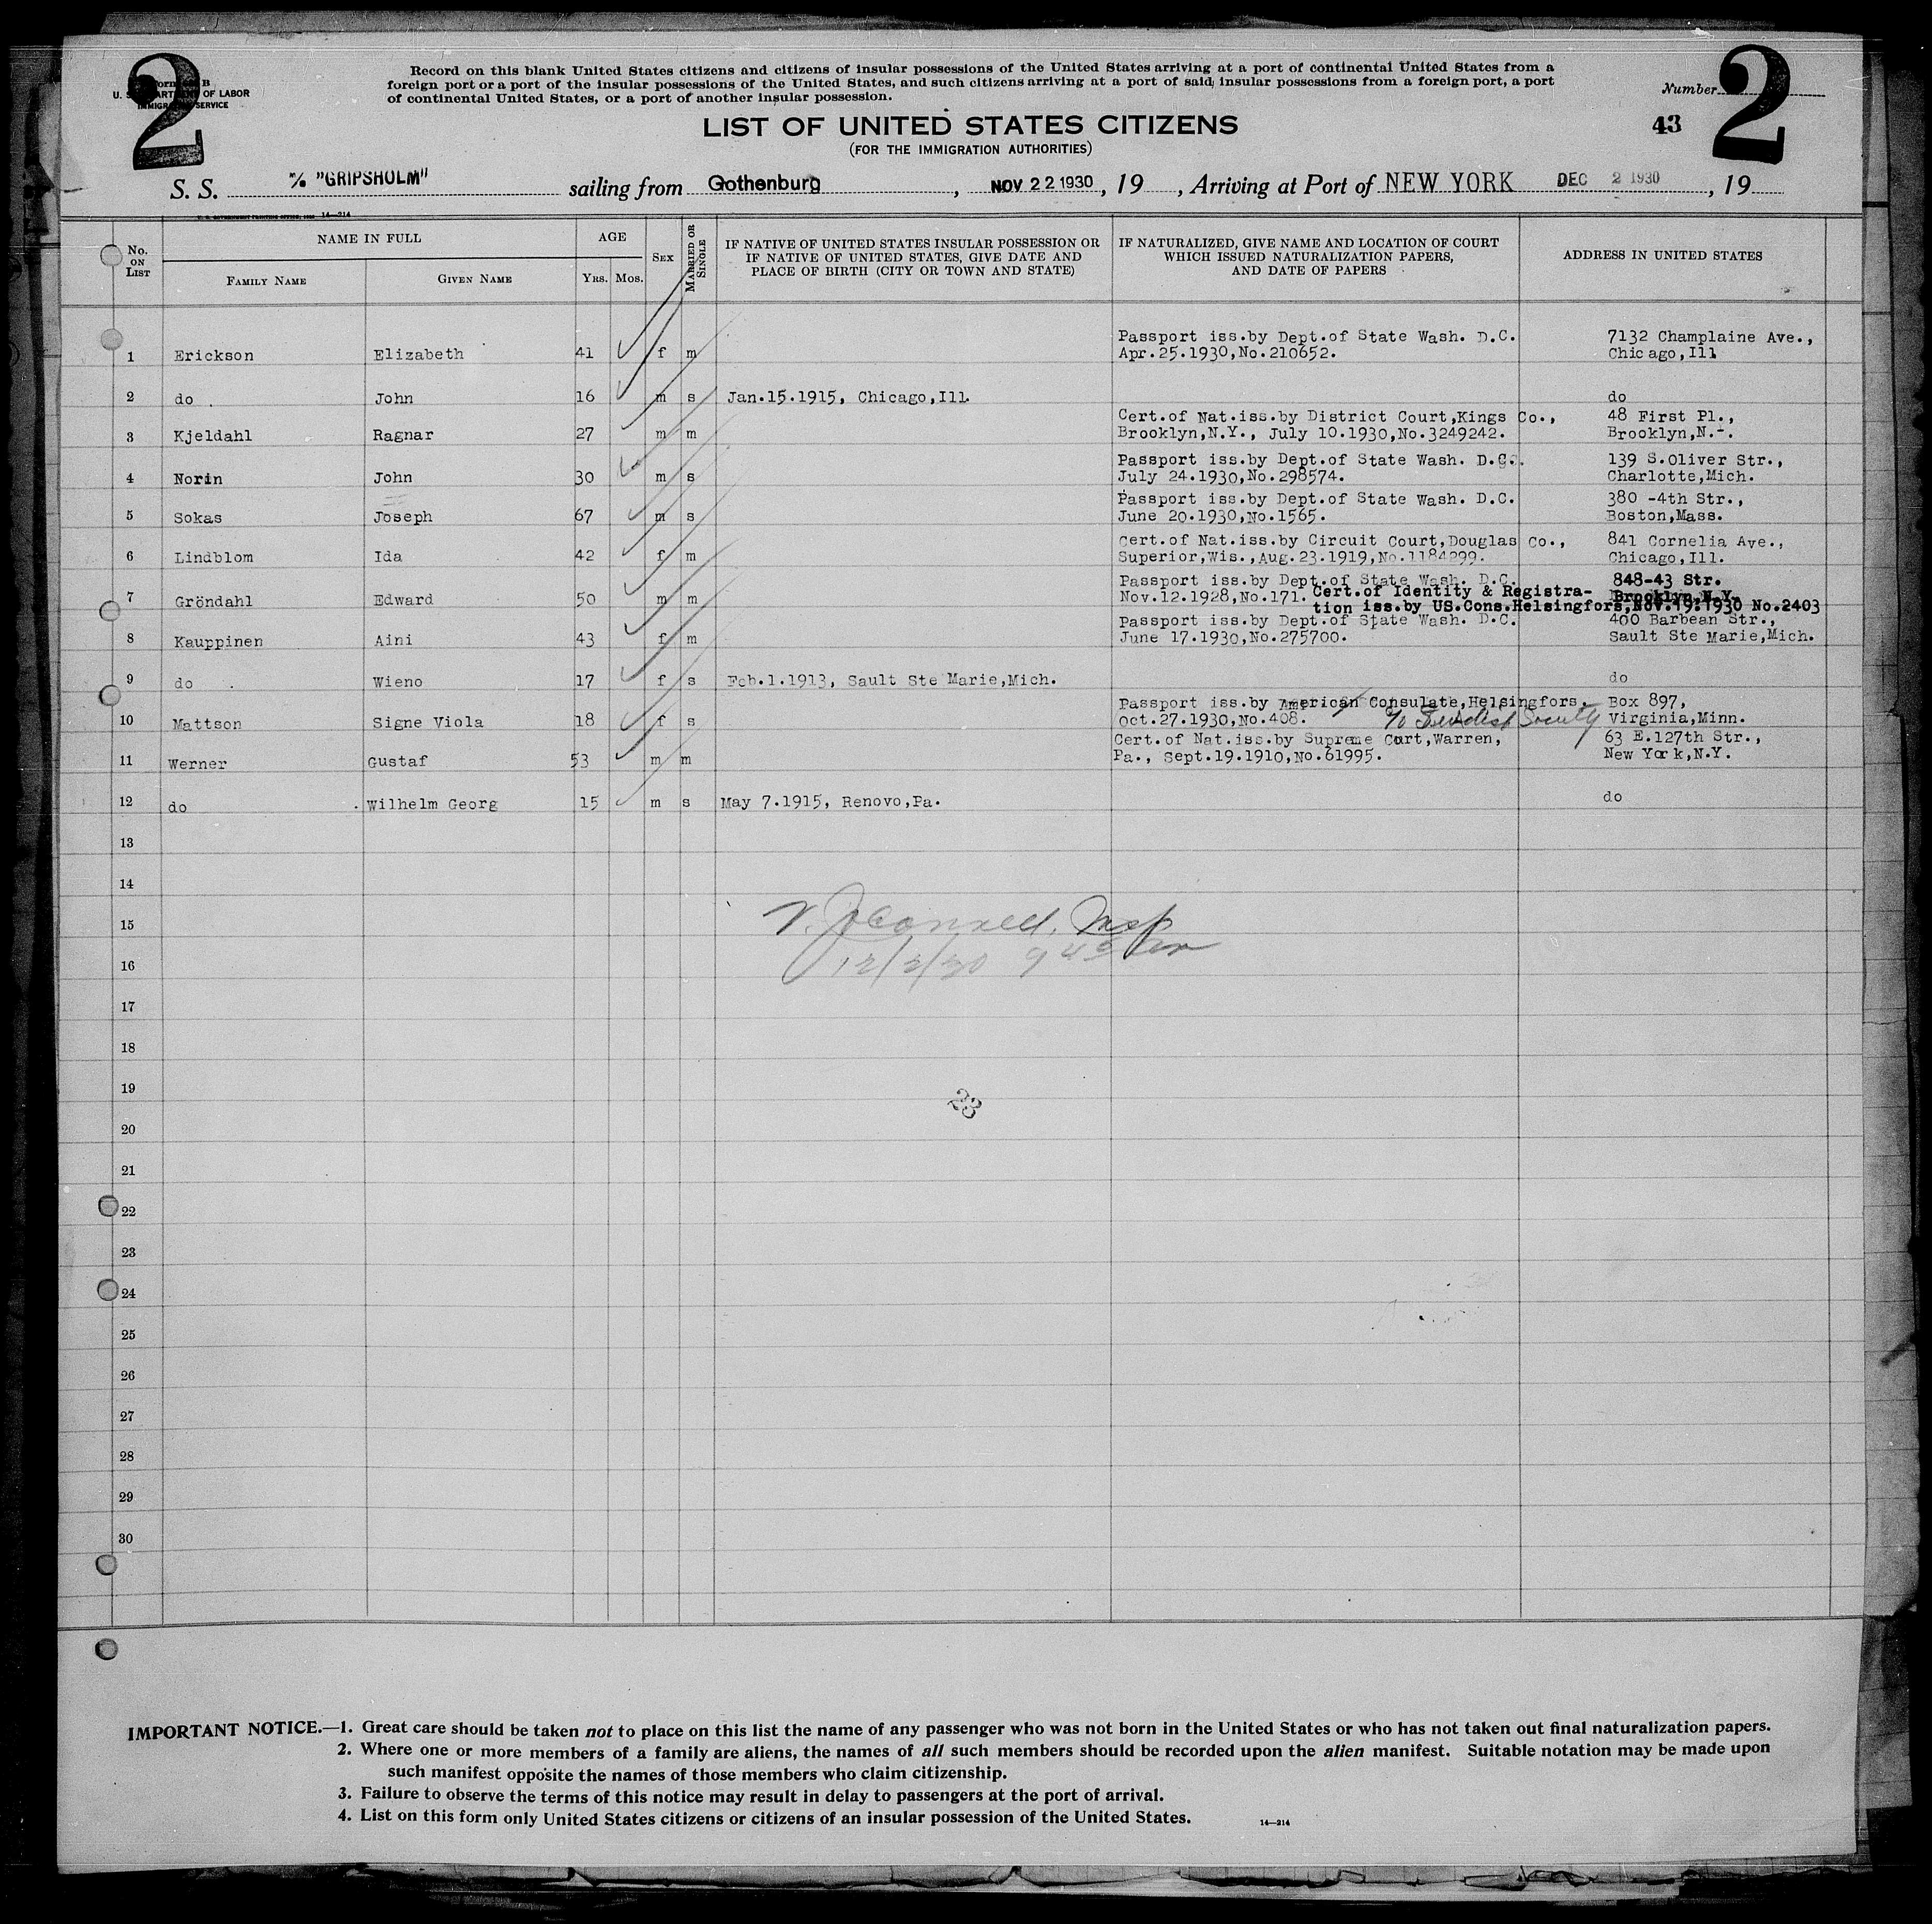 2
Form B
U. S. DEPARTMENT OF LABOR
IMMIGRATION SERVICE
Record on this blank United States citizens and citizens of insular possessions of the United States arriving at a port of continental United States from a
foreign port or a port of the insular possessions of the United States, and such citizens arriving at a port of said insular possessions from a foreign port, a port
of continental United States, or a port of another insular possession.
Number 2
LIST OF UNITED STATES CITIZENS
43
(FOR THE IMMIGRATION AUTHORITIES)
S. S. M/S "GRIPSHOLM" sailing from Gothenburg, NOV 22 1930, 19 , Arriving at Port of NEW YORK DEC 2 1930, 19
14—214
No. ON LIST
NAME IN FULL
FAMILY NAME
GIVEN NAME
AGE
YRS. MOS.
SEX
MARRIED OR SINGLE
IF NATIVE OF UNITED STATES INSULAR POSSESSION OR
IF NATIVE OF UNITED STATES, GIVE DATE AND
PLACE OF BIRTH (CITY OR TOWN AND STATE)
IF NATURALIZED, GIVE NAME AND LOCATION OF COURT
WHICH ISSUED NATURALIZATION PAPERS,
AND DATE OF PAPERS
ADDRESS IN UNITED STATES
Passport iss.by Dept.of State Wash. D.C. 7132 Champlaine Ave.,
1 Erickson Elizabeth 41 f m Apr.25.1930,No.210652. Chicago,Ill
2 do . John 16 m s Jan.15.1915, Chicago,Ill. do
Cert.of Nat.iss.by District Court,Kings Co., 48 First Pl.,
3 Kjeldahl Ragnar 27 m m Brooklyn,N.Y., July 10.1930,No.3249242. Brooklyn,N.-.
Passport iss.by Dept.of State Wash. D.C. 139 S.Oliver Str.,
4 Norin John 30 m s July 24.1930,No.298574. Charlotte,Mich.
Passport iss.by Dept.of State Wash. D.C. 380 -4th Str.,
5 Sokas Joseph 67 m s June 20.1930,No.1565. Boston,Mass.
Cert.of Nat.iss.by Circuit Court,Douglas Co., 841 Cornelia Ave.,
6 Lindblom Ida 42 f m Superior,Wis.,Aug.23.1919,No.1184299. Chicago,Ill.
Passport iss.by Dept.of State Wash. D.C. 848-43 Str.
7 Gröndahl Edward 50 m m Nov.12.1928,No.171. Cert.of Identity & Registra- Brooklyn,N.Y.
tion iss.by US.Cons.Helsingfors,Nov.19.1930 No.2403
Passport iss.by Dept.of State Wash. D.C. 400 Barbean Str.,
8 Kauppinen Aini 43 f m June 17.1930,No.275700. Sault Ste Marie,Mich.
9 do . Wieno 17 f s Feb.1.1913, Sault Ste Marie,Mich. do
Passport iss.by American Consulate,Helsingfors. Box 897,
10 Mattson Signe Viola 18 f s Oct.27.1930,No.408. To Swedish Society Virginia,Minn.
Cert.of Nat.iss.by Supreme Curt,Warren, 63 E.127th Str.,
11 Werner Gustaf 53 m m Pa., Sept.19.1910,No.61995. New York,N.Y.
12 do . Wilhelm Georg 15 m s May 7.1915, Renovo,Pa. do
13
14
15
16
12/2/30 9 45 am
17
18
19
23
20
21
22
23
24
25
26
27
28
29
30
IMPORTANT NOTICE.—1. Great care should be taken not to place on this list the name of any passenger who was not born in the United States or who has not taken out final naturalization papers.
2. Where one or more members of a family are aliens, the names of all such members should be recorded upon the alien manifest. Suitable notation may be made upon
such manifest opposite the names of those members who claim citizenship.
3. Failure to observe the terms of this notice may result in delay to passengers at the port of arrival.
4. List on this form only United States citizens or citizens of an insular possession of the United States.
14—214